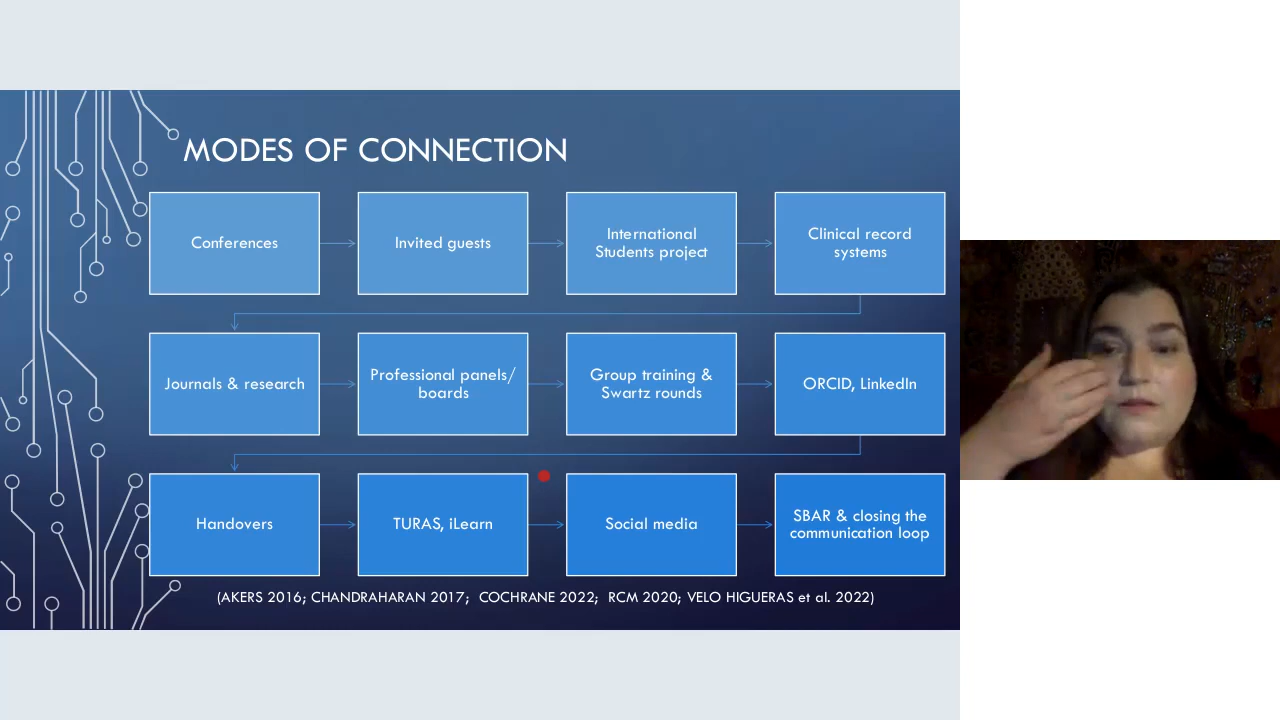 MODES OF CONNECTION
Conferences
Invited guests
International
Students project
Clinical record
systems
Journals & research
Professional panels/
boards
Group training &
Swartz rounds
ORCID, LinkedIn
Handovers
TURAS, iLearn
Social media
SBAR & closing the
communication loop
(AKERS 2016; CHANDRAHARAN 2017; COCHRANE 2022; RCM 2020; VELO HIGUERAS et al. 2022)